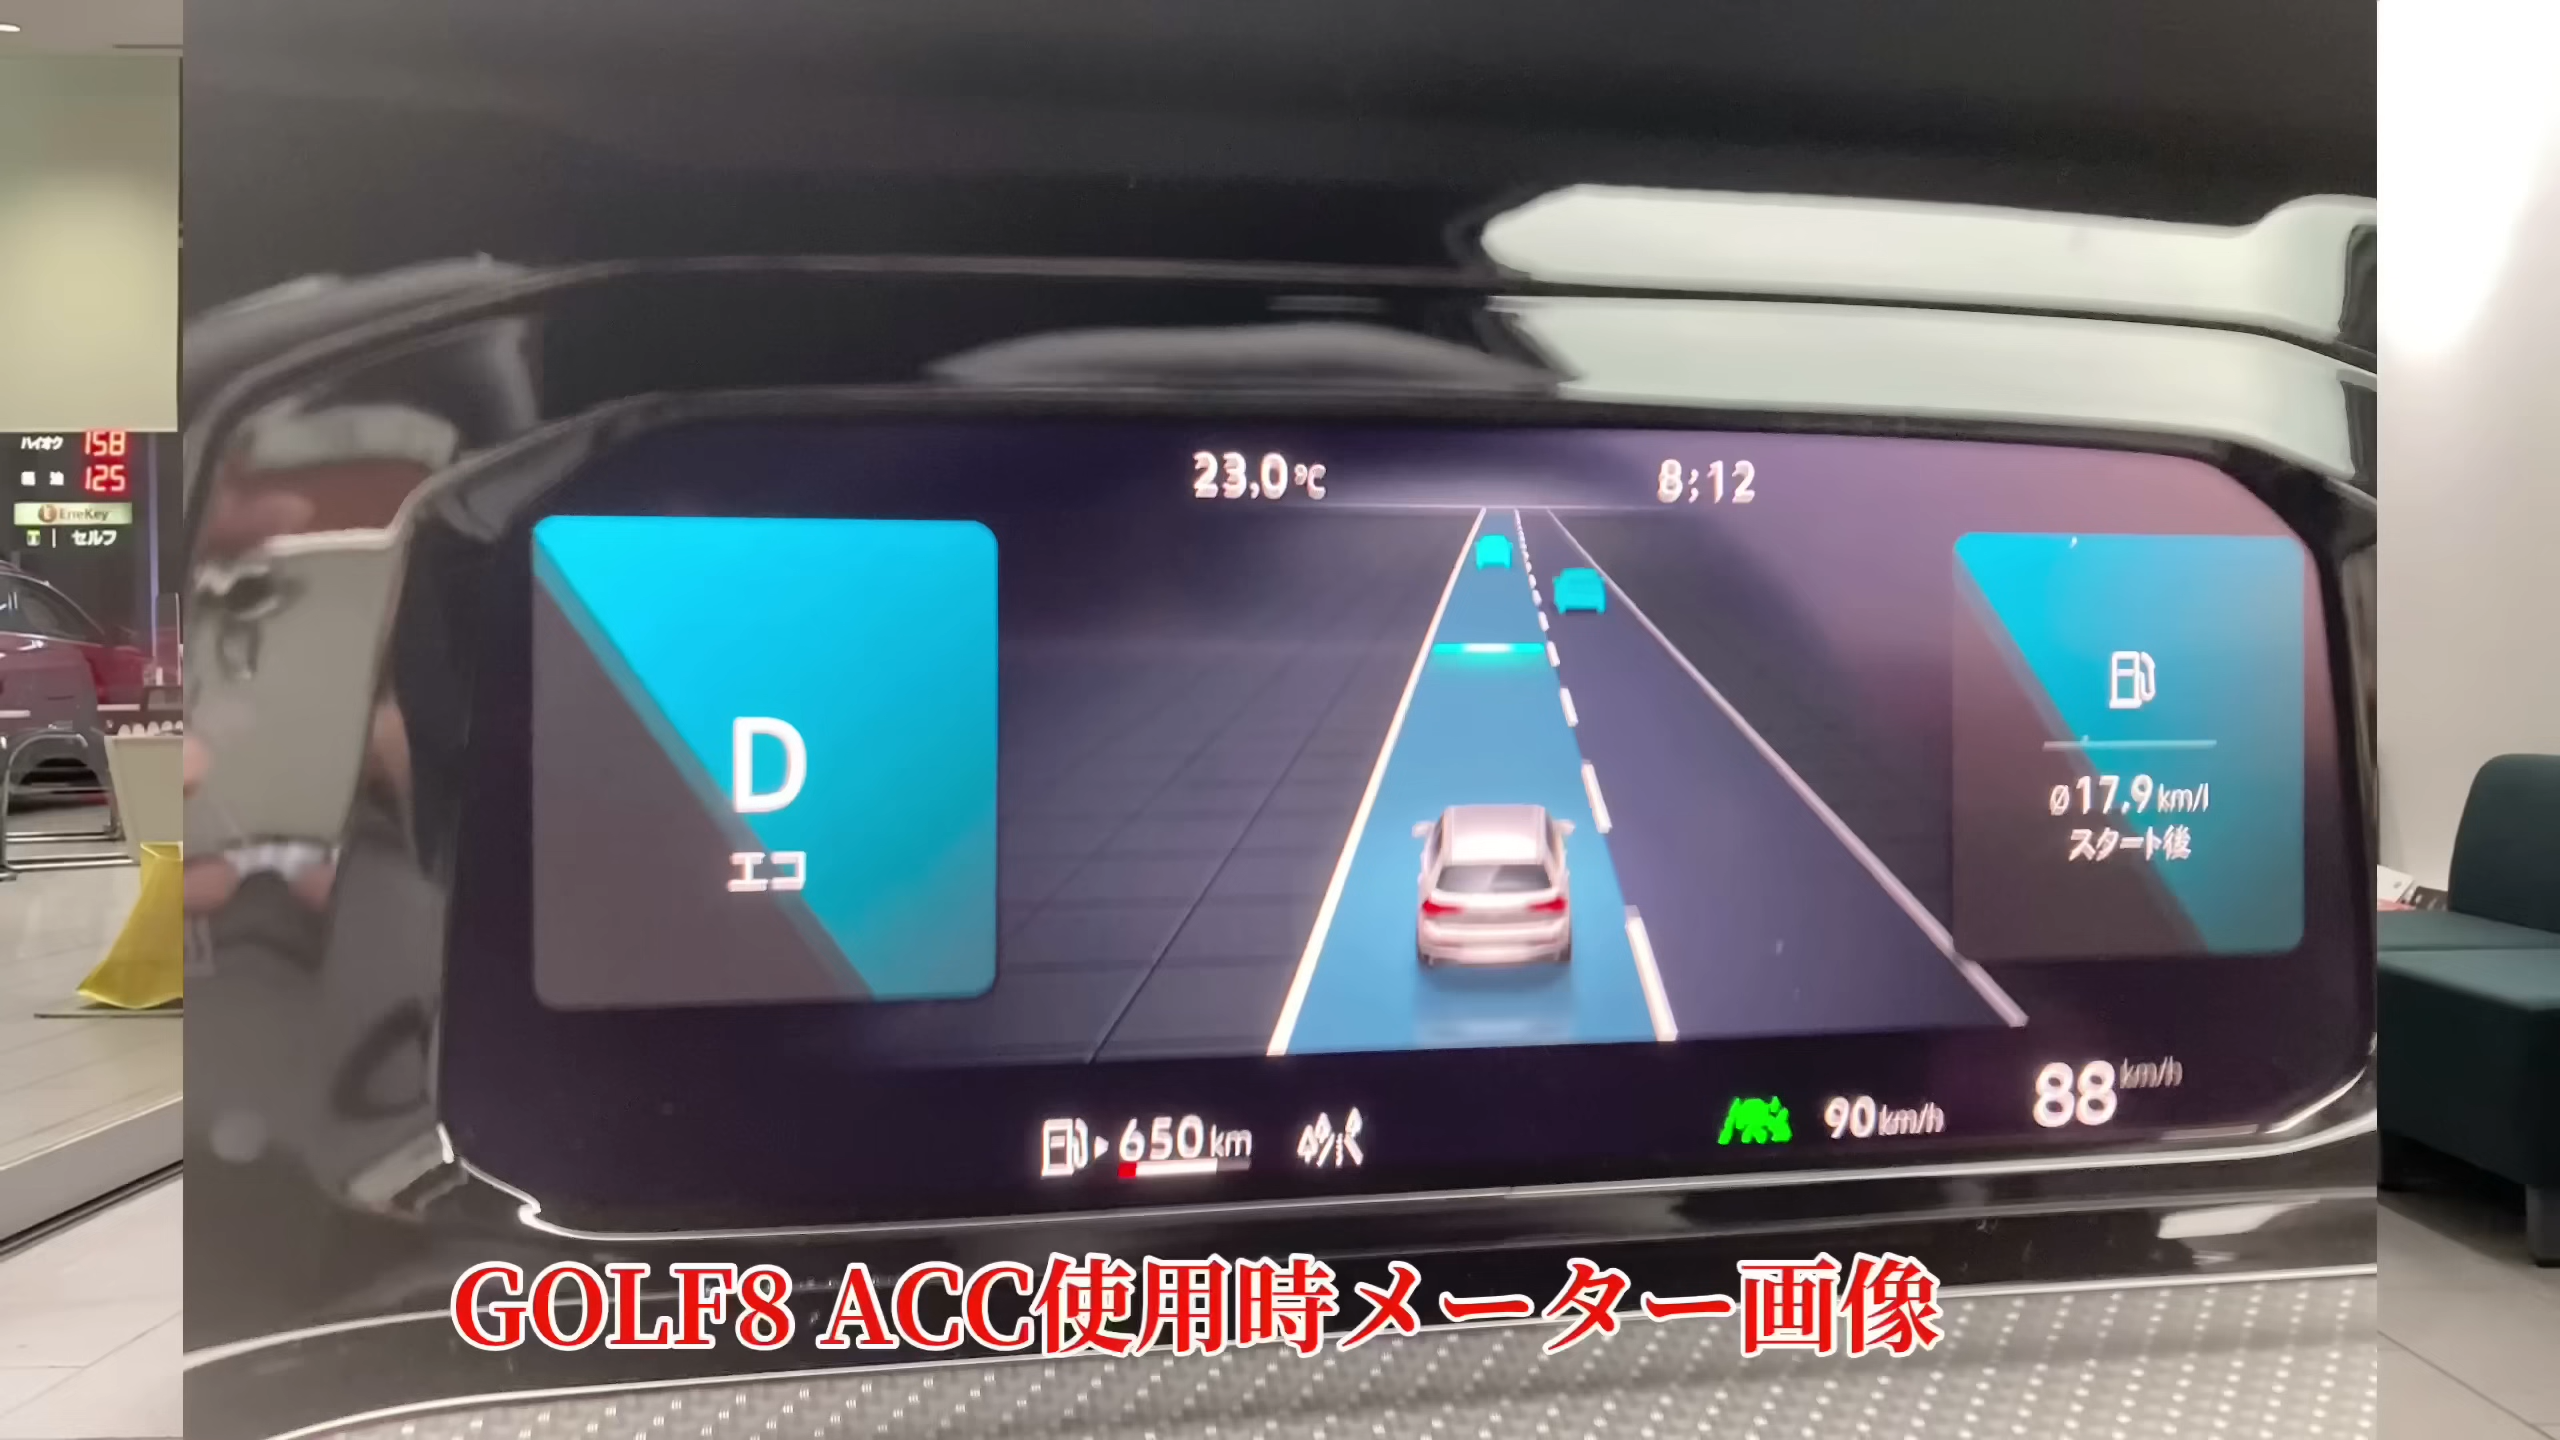 ハイオク 158
軽油 125
EneKey
セルフ
23.0℃
8:12
D
エコ
ø17.9km/l
スタート後
650km
90km/h
88km/h
GOLF8 ACC使用時メーター画像